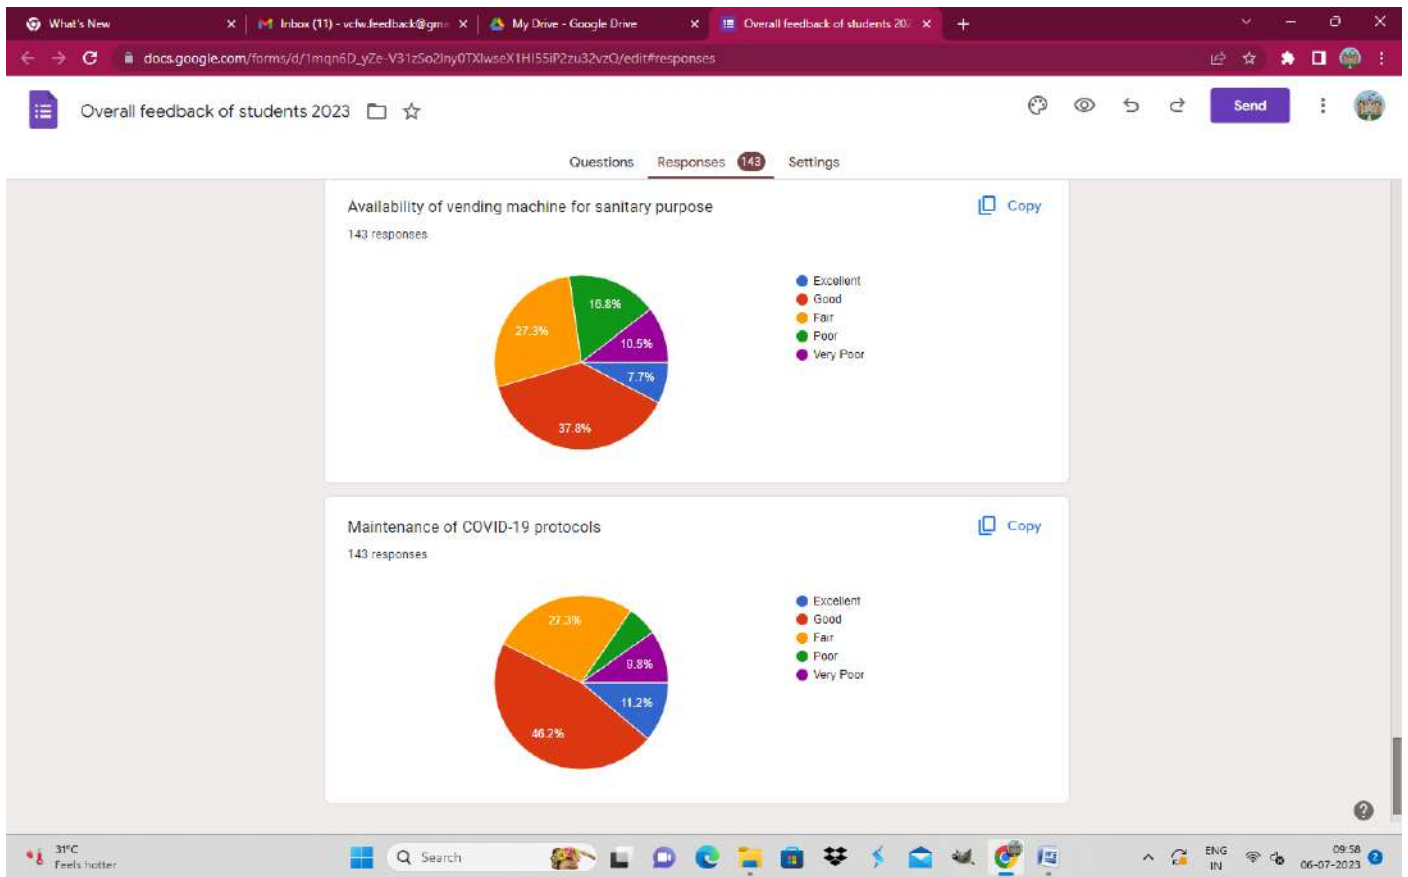 What's New
Inbox (11) - vcfw.feedback@gm
My Drive - Google Drive
Overall feedback of students 202
docs.google.com/forms/d/1mqn6D_yZe-V31zSo2Iny0TXlwseX1HI55iP2zu32vzQ/edit#responses
Overall feedback of students 2023
Send
Questions Responses 143 Settings
Availability of vending machine for sanitary purpose
Copy
143 responses
Excellent
Good
Fair
Poor
Very Poor
16.8%
27.3%
10.5%
7.7%
37.8%
Maintenance of COVID-19 protocols
Copy
143 responses
Excellent
Good
Fair
Poor
Very Poor
27.3%
9.8%
11.2%
46.2%
31°C
Feels hotter
Search
ENG
IN
09:58
06-07-2023
2